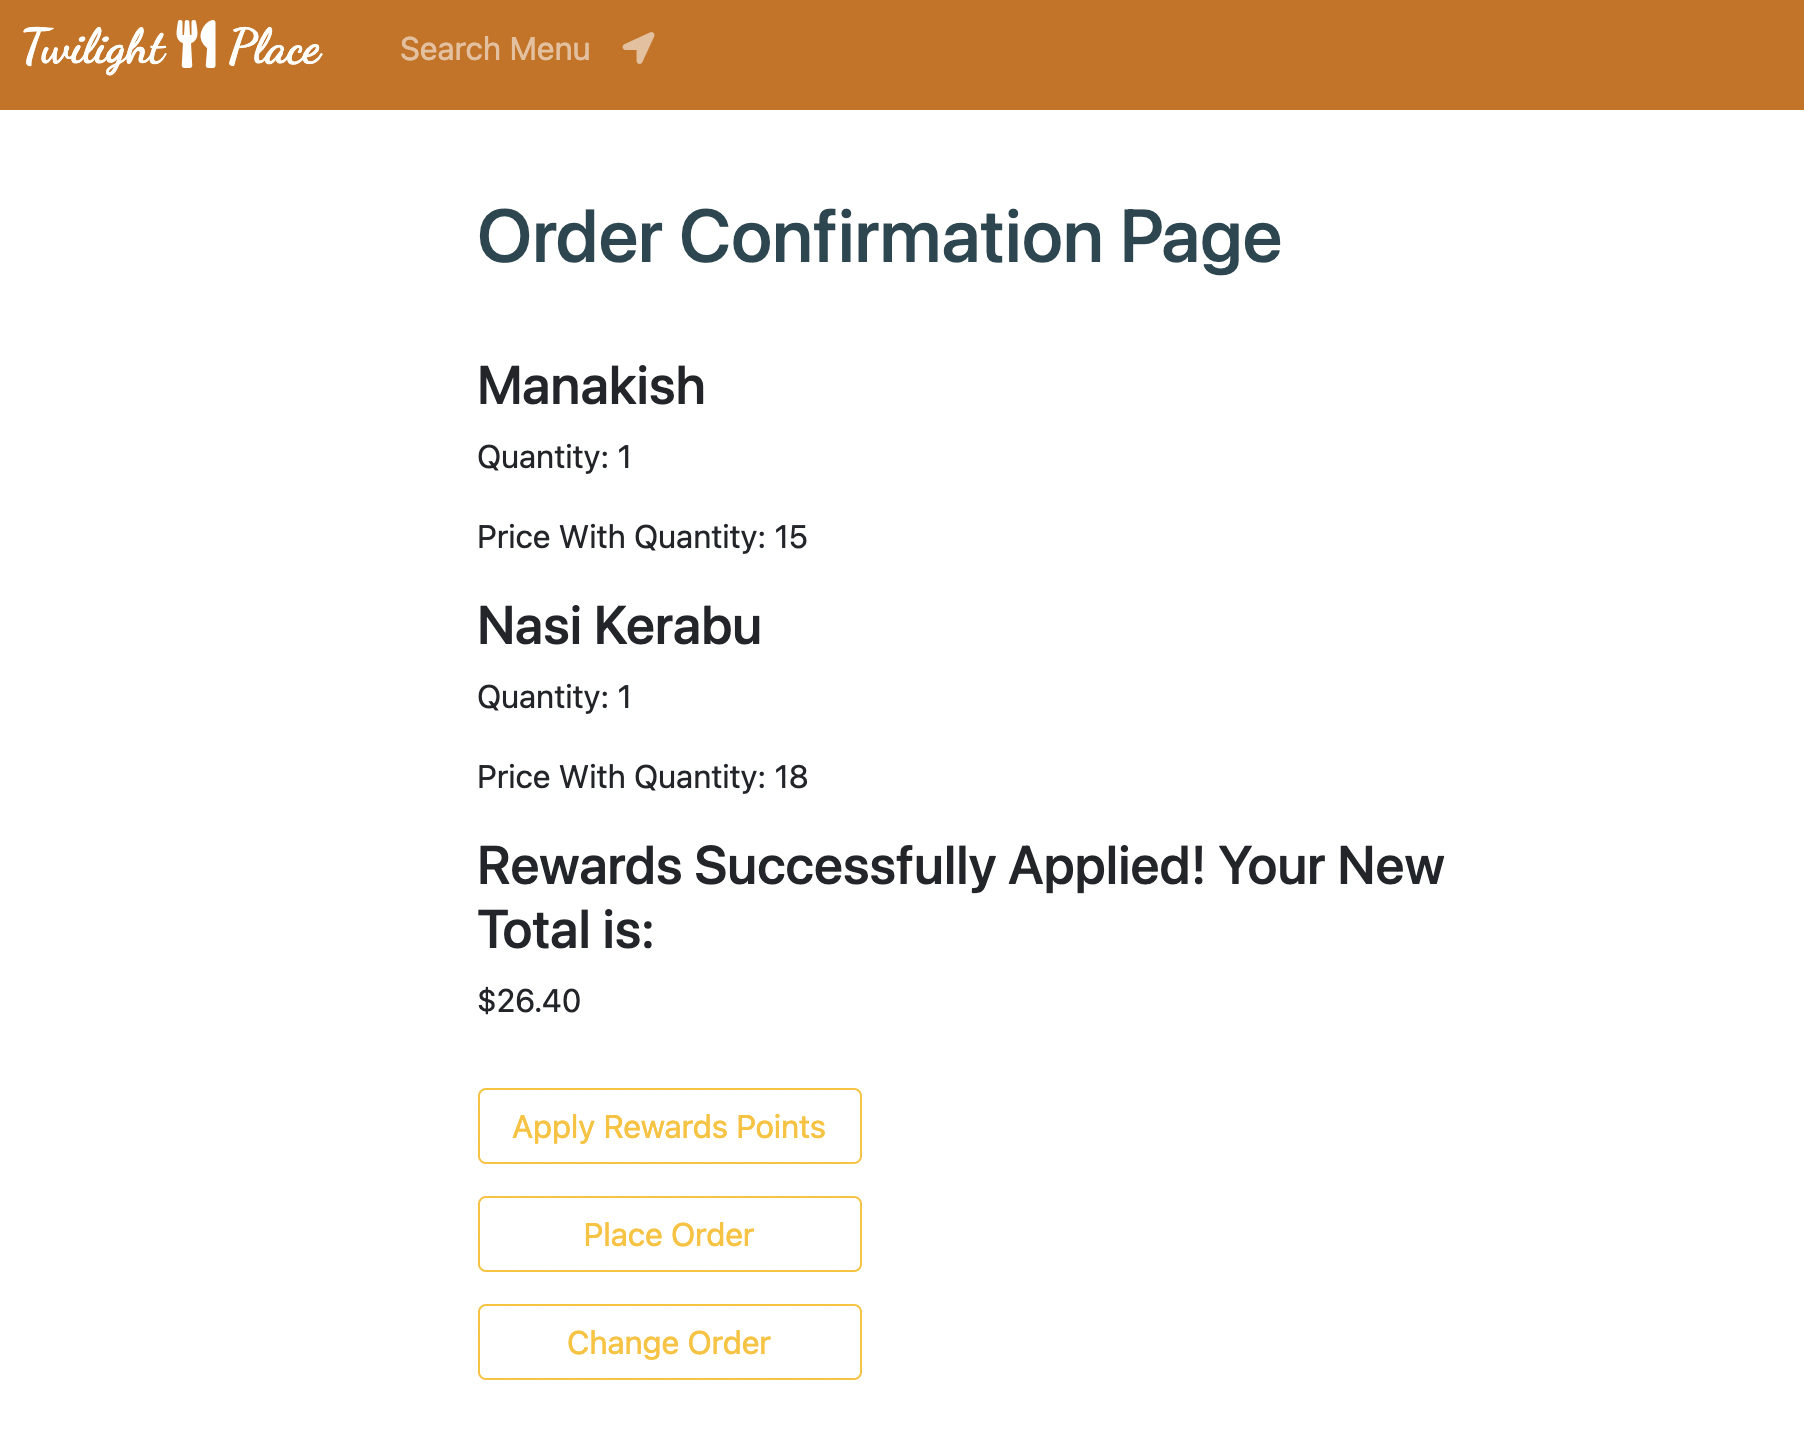 Twilight Place
Search Menu
Order Confirmation Page
Manakish
Quantity: 1
Price With Quantity: 15
Nasi Kerabu
Quantity: 1
Price With Quantity: 18
Rewards Successfully Applied! Your New
Total is:
$26.40
Apply Rewards Points
Place Order
Change Order